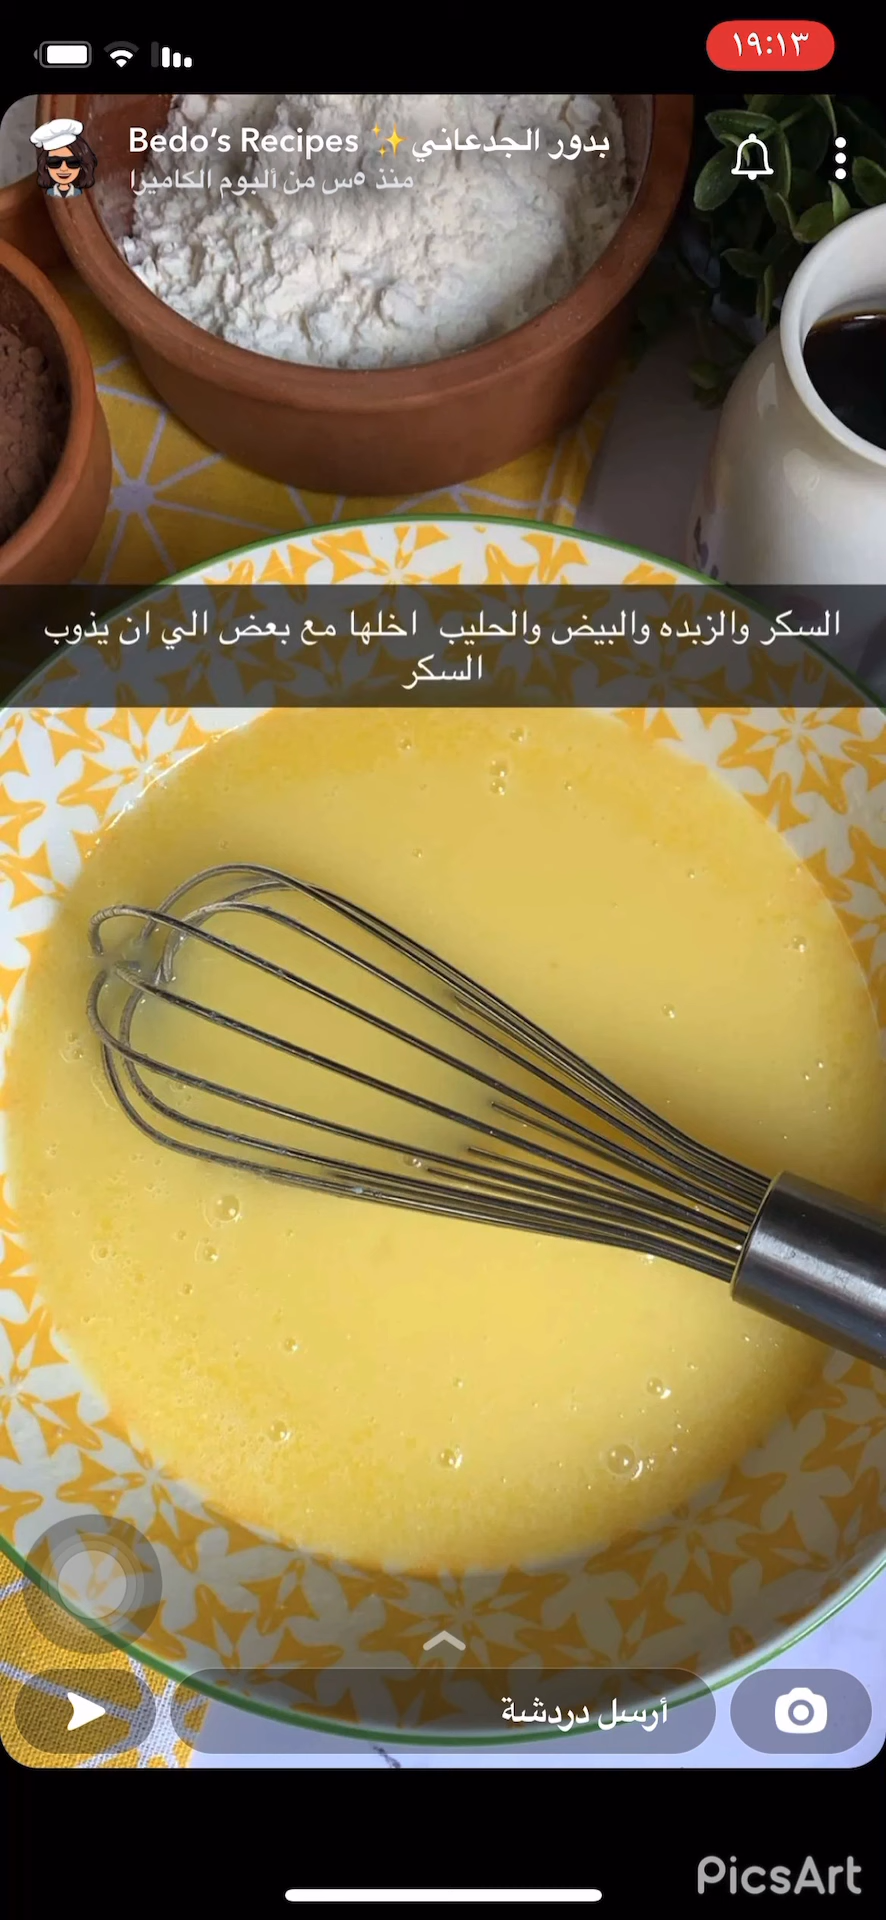 ١٩:١٣
Bedo’s Recipes ✨بدور الجدعاني
منذ ٥س من ألبوم الكاميرا
السكر والزبده والبيض والحليب  اخلها مع بعض الي ان يذوب
السكر
أرسل دردشة
PicsArt